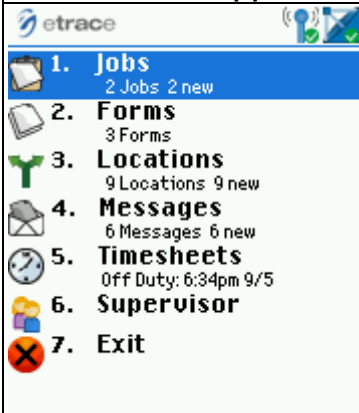 etrace
1. Jobs
2 Jobs 2 new
2. Forms
3 Forms
3. Locations
9 Locations 9 new
4. Messages
6 Messages 6 new
5. Timesheets
Off Duty: 6:34pm 9/5
6. Supervisor
7. Exit